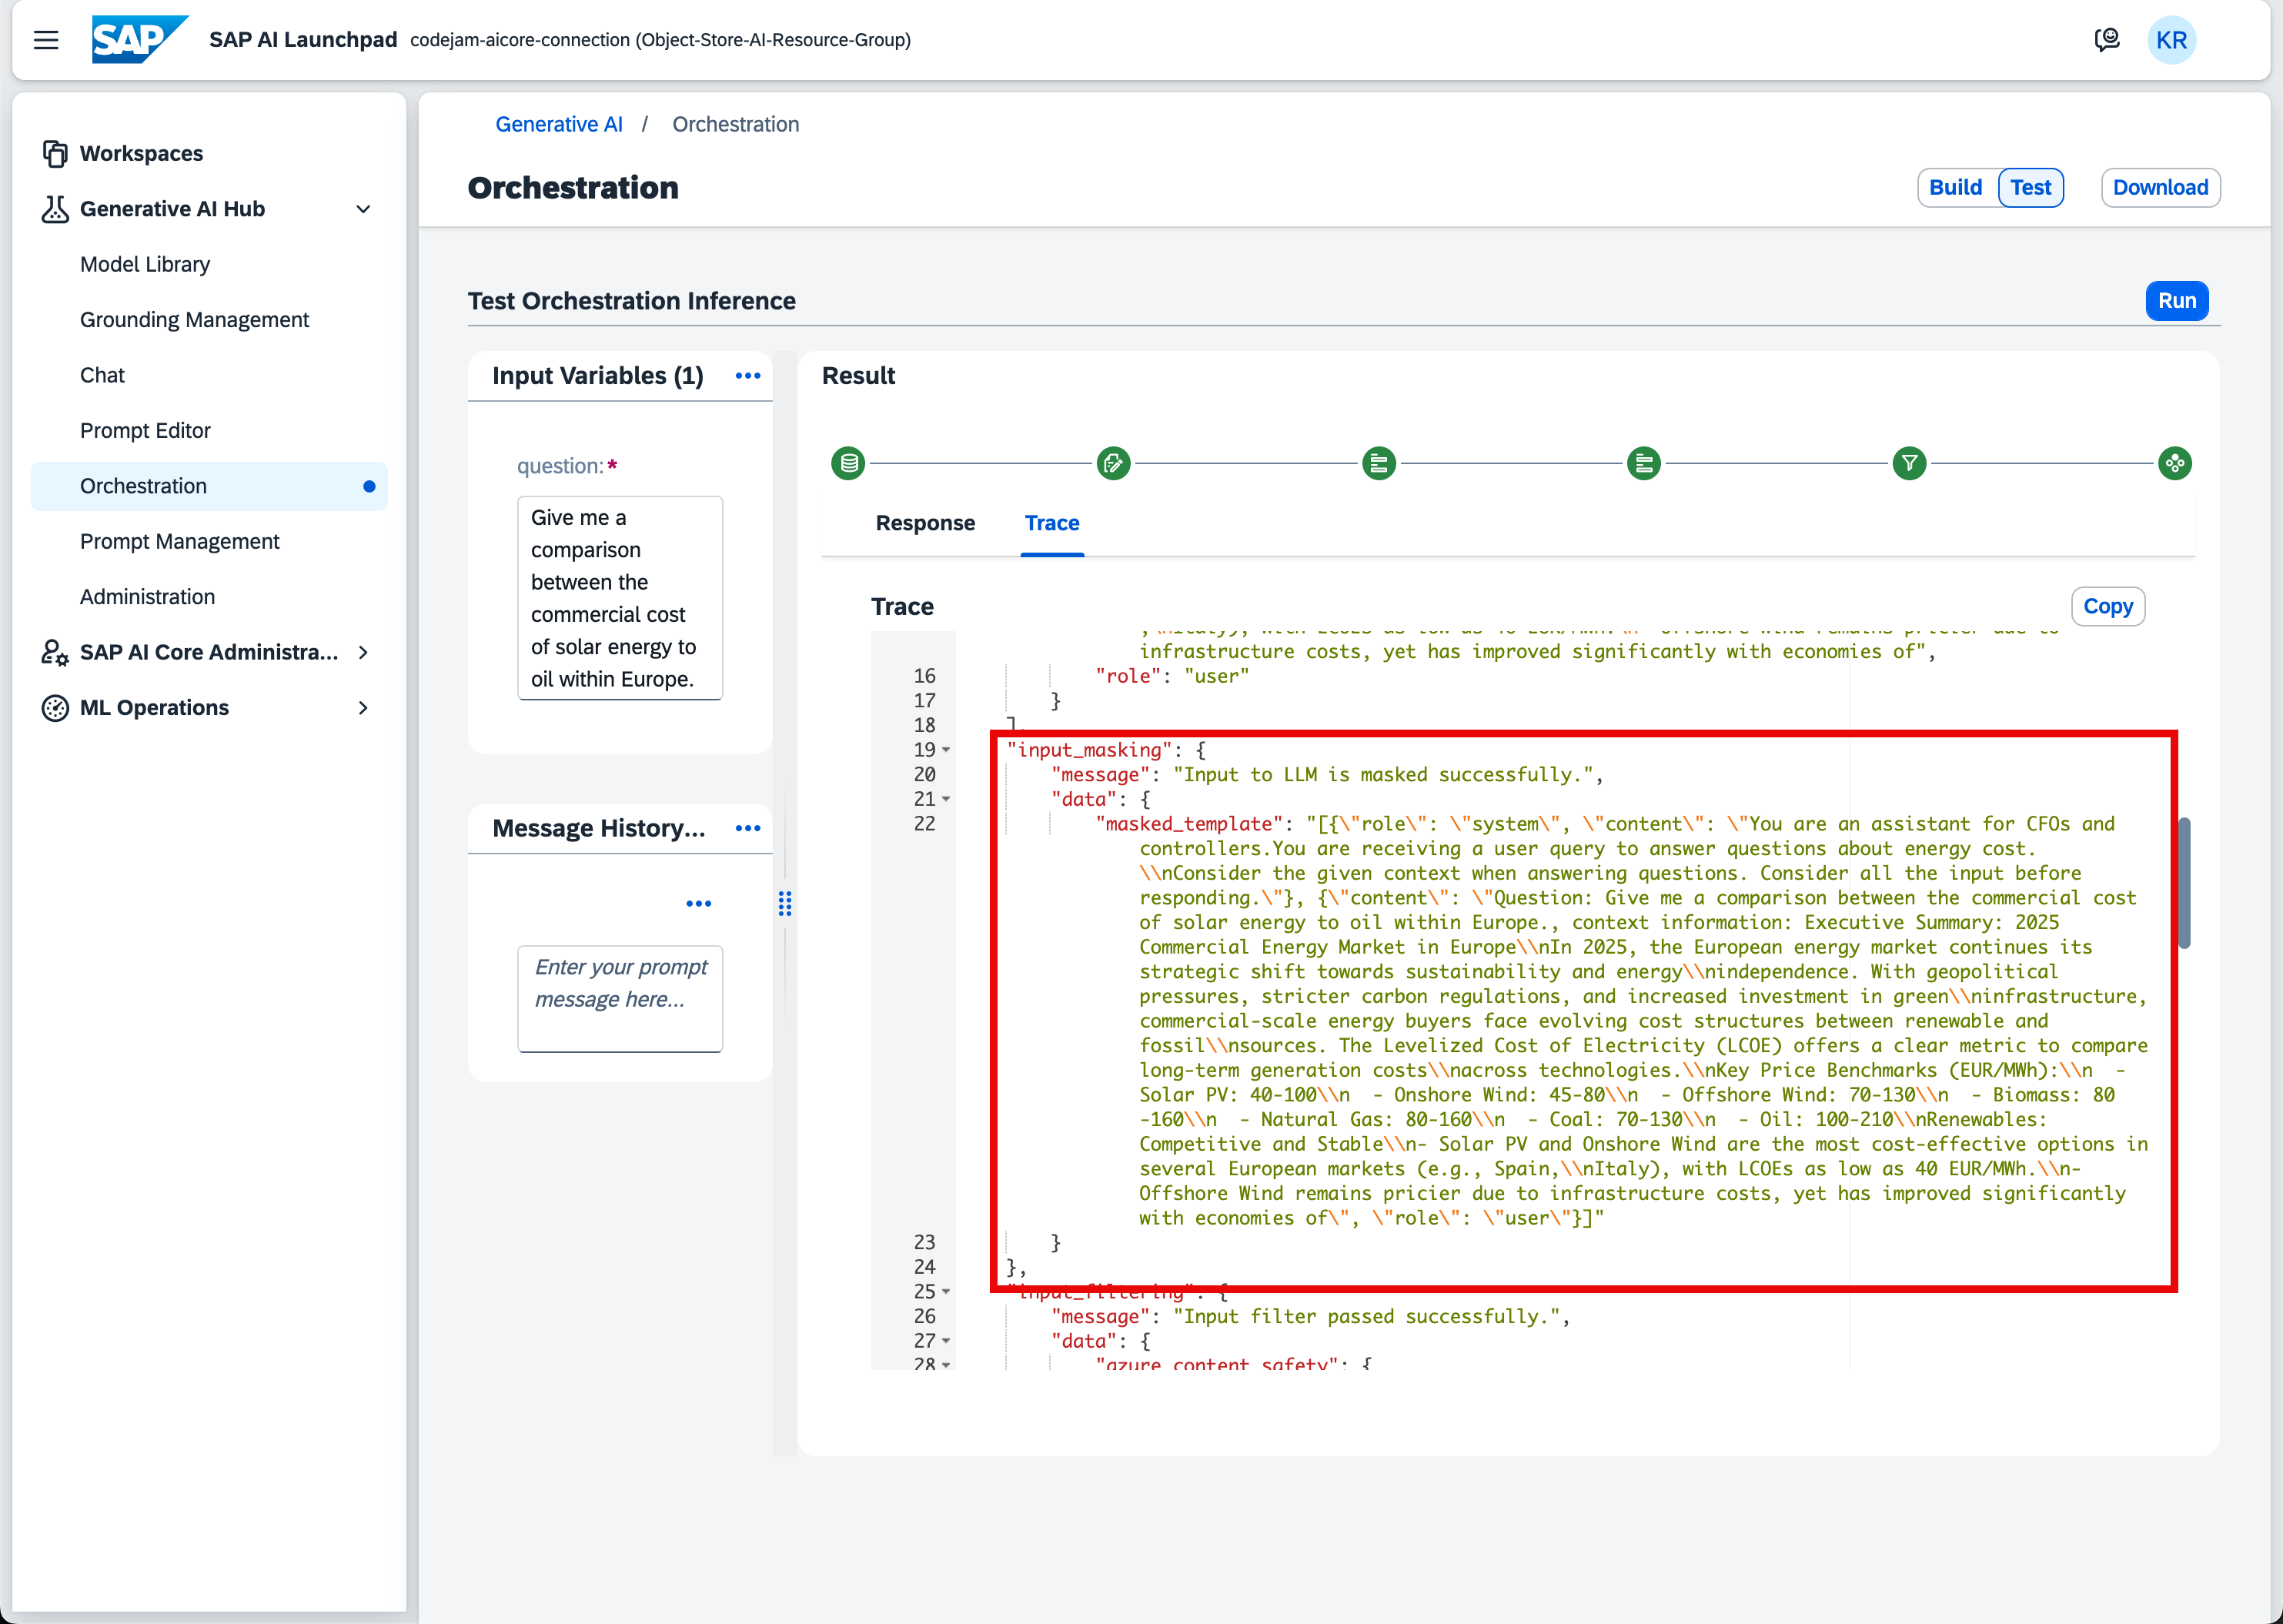 SAP SAP AI Launchpad codejam-aicore-connection (Object-Store-AI-Resource-Group) KR
Workspaces
Generative AI Hub
Model Library
Grounding Management
Chat
Prompt Editor
Orchestration
Prompt Management
Administration
SAP AI Core Administra...
ML Operations
Generative AI / Orchestration
Orchestration
Build Test Download
Test Orchestration Inference
Run
Input Variables (1) •••
question:*
Give me a
comparison
between the
commercial cost
of solar energy to
oil within Europe.
Message History... •••
•••
Enter your prompt
message here...
Result
Response Trace
Trace
Copy
infrastructure costs, yet has improved significantly with economies of",
16 "role": "user"
17 }
18 ],
19 "input_masking": {
20 "message": "Input to LLM is masked successfully.",
21 "data": {
22 "masked_template": "[{\"role\": \"system\", \"content\": \"You are an assistant for CFOs and
controllers.You are receiving a user query to answer questions about energy cost.
\\nConsider the given context when answering questions. Consider all the input before
responding.\"}, {\"content\": \"Question: Give me a comparison between the commercial cost
of solar energy to oil within Europe., context information: Executive Summary: 2025
Commercial Energy Market in Europe\\nIn 2025, the European energy market continues its
strategic shift towards sustainability and energy\\nindependence. With geopolitical
pressures, stricter carbon regulations, and increased investment in green\\ninfrastructure,
commercial-scale energy buyers face evolving cost structures between renewable and
fossil\\nsources. The Levelized Cost of Electricity (LCOE) offers a clear metric to compare
long-term generation costs\\nacross technologies.\\nKey Price Benchmarks (EUR/MWh):\\n  -
Solar PV: 40-100\\n  - Onshore Wind: 45-80\\n  - Offshore Wind: 70-130\\n  - Biomass: 80
-160\\n  - Natural Gas: 80-160\\n  - Coal: 70-130\\n  - Oil: 100-210\\nRenewables:
Competitive and Stable\\n- Solar PV and Onshore Wind are the most cost-effective options in
several European markets (e.g., Spain,\\nItaly), with LCOEs as low as 40 EUR/MWh.\\n-
Offshore Wind remains pricier due to infrastructure costs, yet has improved significantly
with economies of\", \"role\": \"user\"}]"
23 }
24 },
25 "input_filtering": {
26 "message": "Input filter passed successfully.",
27 "data": {
28 "azure_content_safety": {